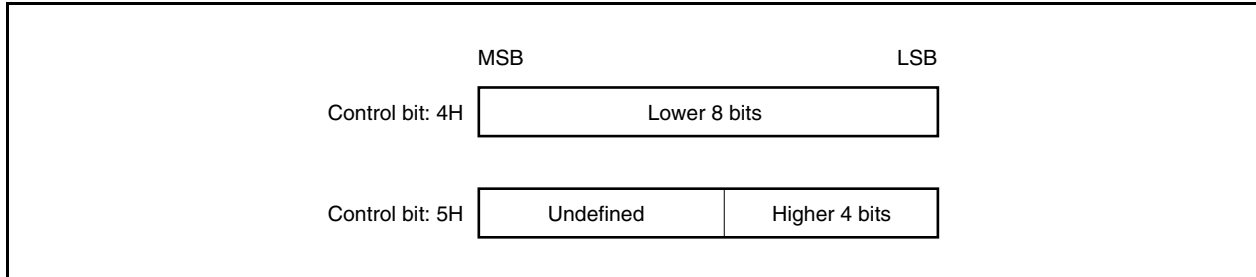 MSB LSB
Control bit: 4H Lower 8 bits
Control bit: 5H Undefined Higher 4 bits